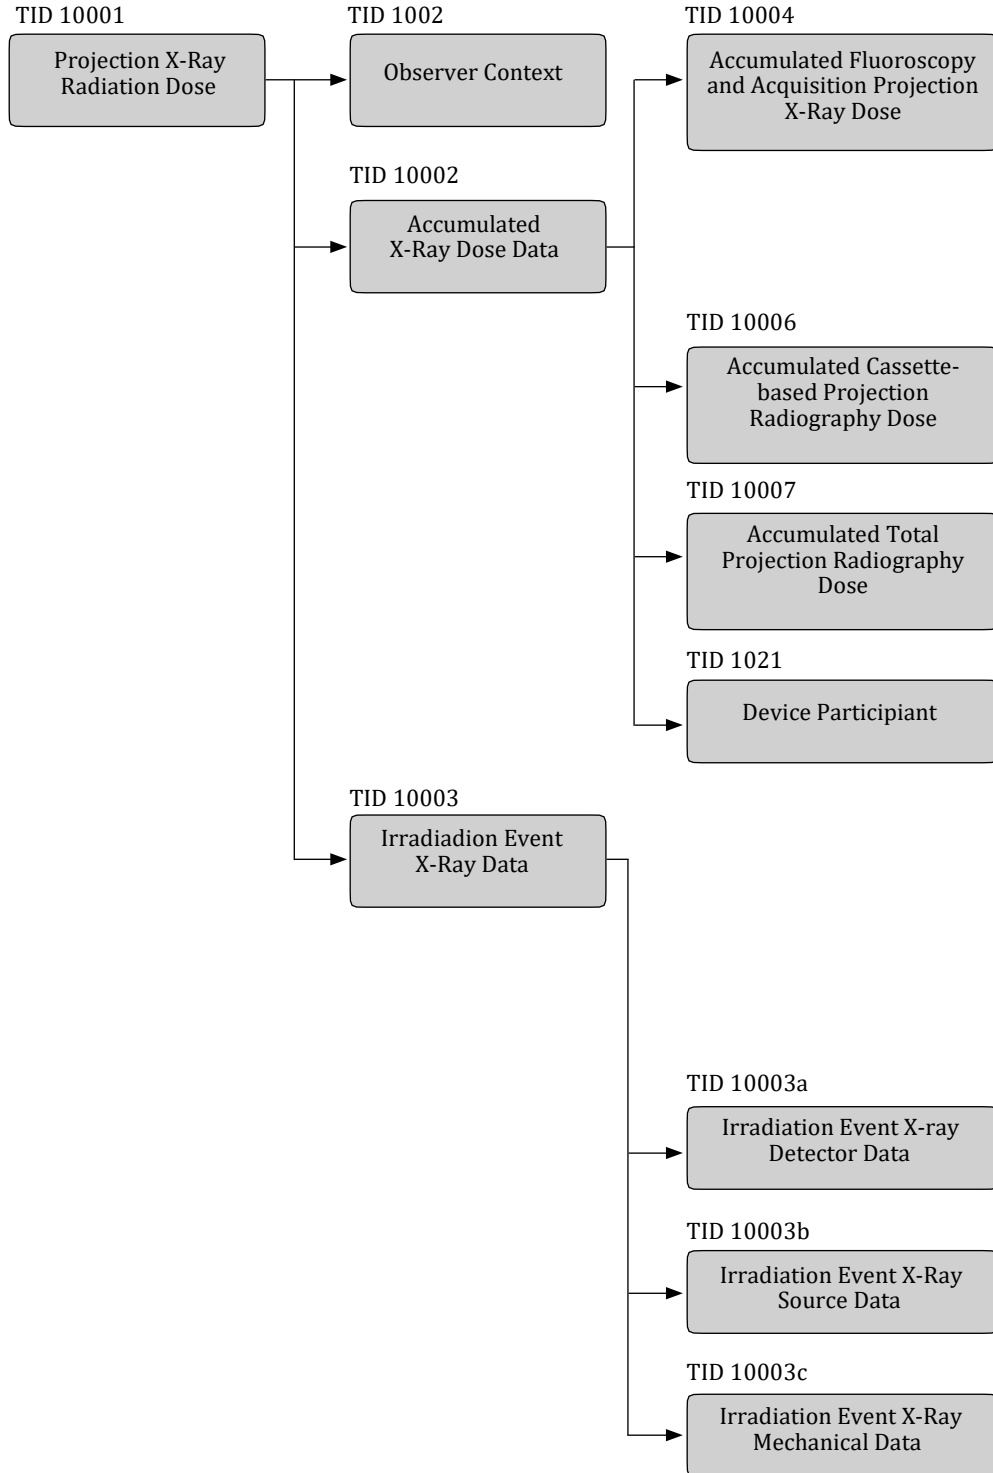 TID 10001
Projection X-Ray
Radiation Dose
TID 1002
Observer Context
TID 10002
Accumulated
X-Ray Dose Data
TID 10004
Accumulated Fluoroscopy
and Acquisition Projection
X-Ray Dose
TID 10006
Accumulated Cassette-
based Projection
Radiography Dose
TID 10007
Accumulated Total
Projection Radiography
Dose
TID 1021
Device Participiant
TID 10003
Irradiadion Event
X-Ray Data
TID 10003a
Irradiation Event X-ray
Detector Data
TID 10003b
Irradiation Event X-Ray
Source Data
TID 10003c
Irradiation Event X-Ray
Mechanical Data